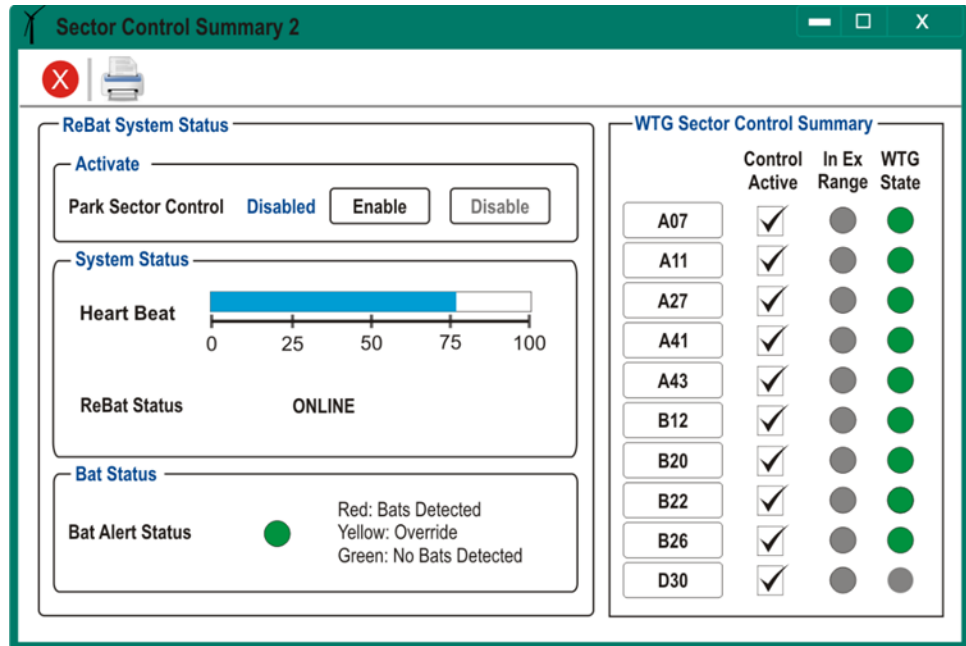 Sector Control Summary 2
X
X
ReBat System Status
Activate
Park Sector Control Disabled Enable Disable
System Status
Heart Beat
0 25 50 75 100
ReBat Status ONLINE
Bat Status
Bat Alert Status
Red: Bats Detected
Yellow: Override
Green: No Bats Detected
WTG Sector Control Summary
Control Active
In Ex Range
WTG State
A07
A11
A27
A41
A43
B12
B20
B22
B26
D30